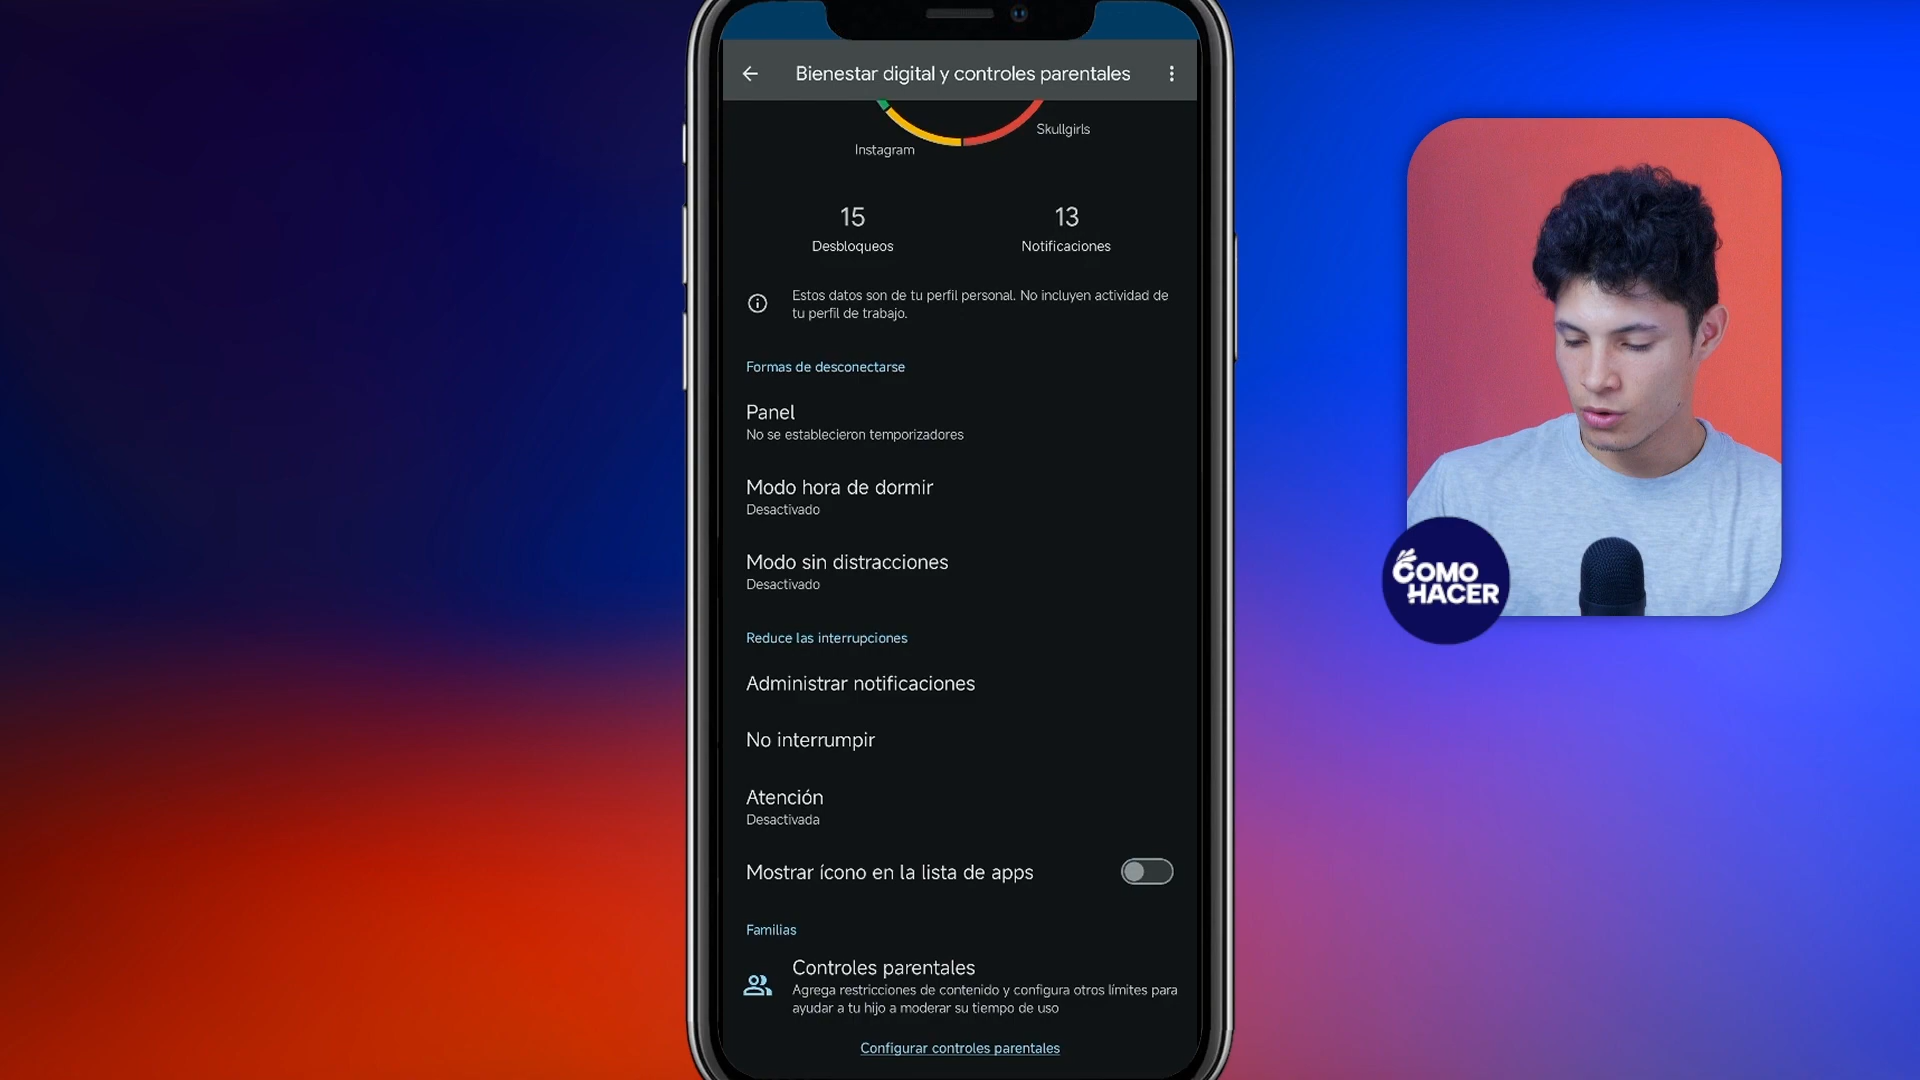 Bienestar digital y controles parentales
Skullgirls
Instagram
15
13
Desbloqueos
Notificaciones
Estos datos son de tu perfil personal. No incluyen actividad de
tu perfil de trabajo.
Formas de desconectarse
Panel
No se establecieron temporizadores
Modo hora de dormir
Desactivado
Modo sin distracciones
Desactivado
Reduce las interrupciones
Administrar notificaciones
No interrumpir
Atención
Desactivada
Mostrar ícono en la lista de apps
Familias
Controles parentales
Agrega restricciones de contenido y configura otros límites para
ayudar a tu hijo a moderar su tiempo de uso
Configurar controles parentales
COMO
HACER